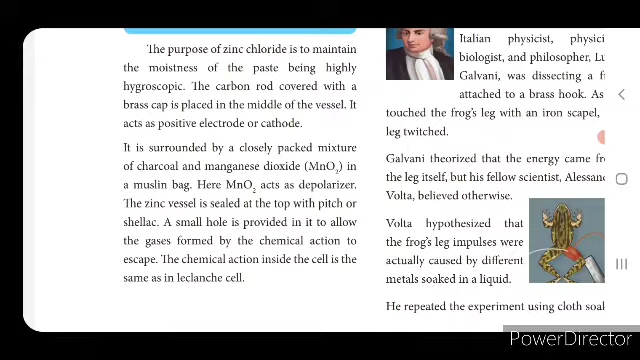 The purpose of zinc chloride is to maintain
the moistness of the paste being highly
hygroscopic. The carbon rod covered with a
brass cap is placed in the middle of the vessel. It
acts as positive electrode or cathode.
It is surrounded by a closely packed mixture
of charcoal and manganese dioxide (MnO2) in
a muslin bag. Here MnO2 acts as depolarizer.
The zinc vessel is sealed at the top with pitch or
shellac. A small hole is provided in it to allow
the gases formed by the chemical action to
escape. The chemical action inside the cell is the
same as in leclanche cell.
Italian physicist, physici
biologist, and philosopher, Lu
Galvani, was dissecting a f
attached to a brass hook. As
touched the frog's leg with an iron scapel,
leg twitched.
Galvani theorized that the energy came fr
the leg itself, but his fellow scientist, Alessan
Volta, believed otherwise.
Volta hypothesized that
the frog's leg impulses were
actually caused by different
metals soaked in a liquid.
He repeated the experiment using cloth soak
PowerDirector